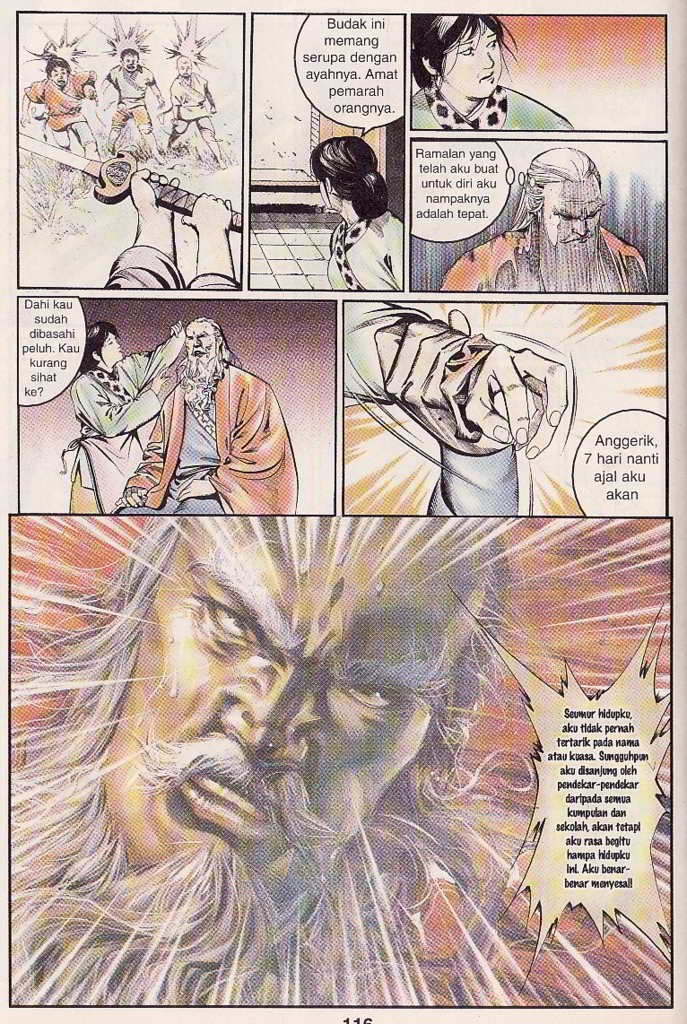 Budak ini
memang
serupa dengan
ayahnya. Amat
pemarah
orangnya.
Ramalan yang
telah aku buat
untuk diri aku
nampaknya
adalah tepat.
Dahi kau
sudah
dibasahi
peluh. Kau
kurang
sihat
ke?
Anggerik,
7 hari nanti
ajal aku
akan
Seumur hidupku,
aku tidak pernah
tertarik pada nama
atau kuasa. Sungguhpun
aku disanjung oleh
pendekar-pendekar
daripada semua
kumpulan dan
sekolah, akan tetapi
aku rasa begitu
hampa hidupku
ini. Aku benar-
benar menyesal!
116